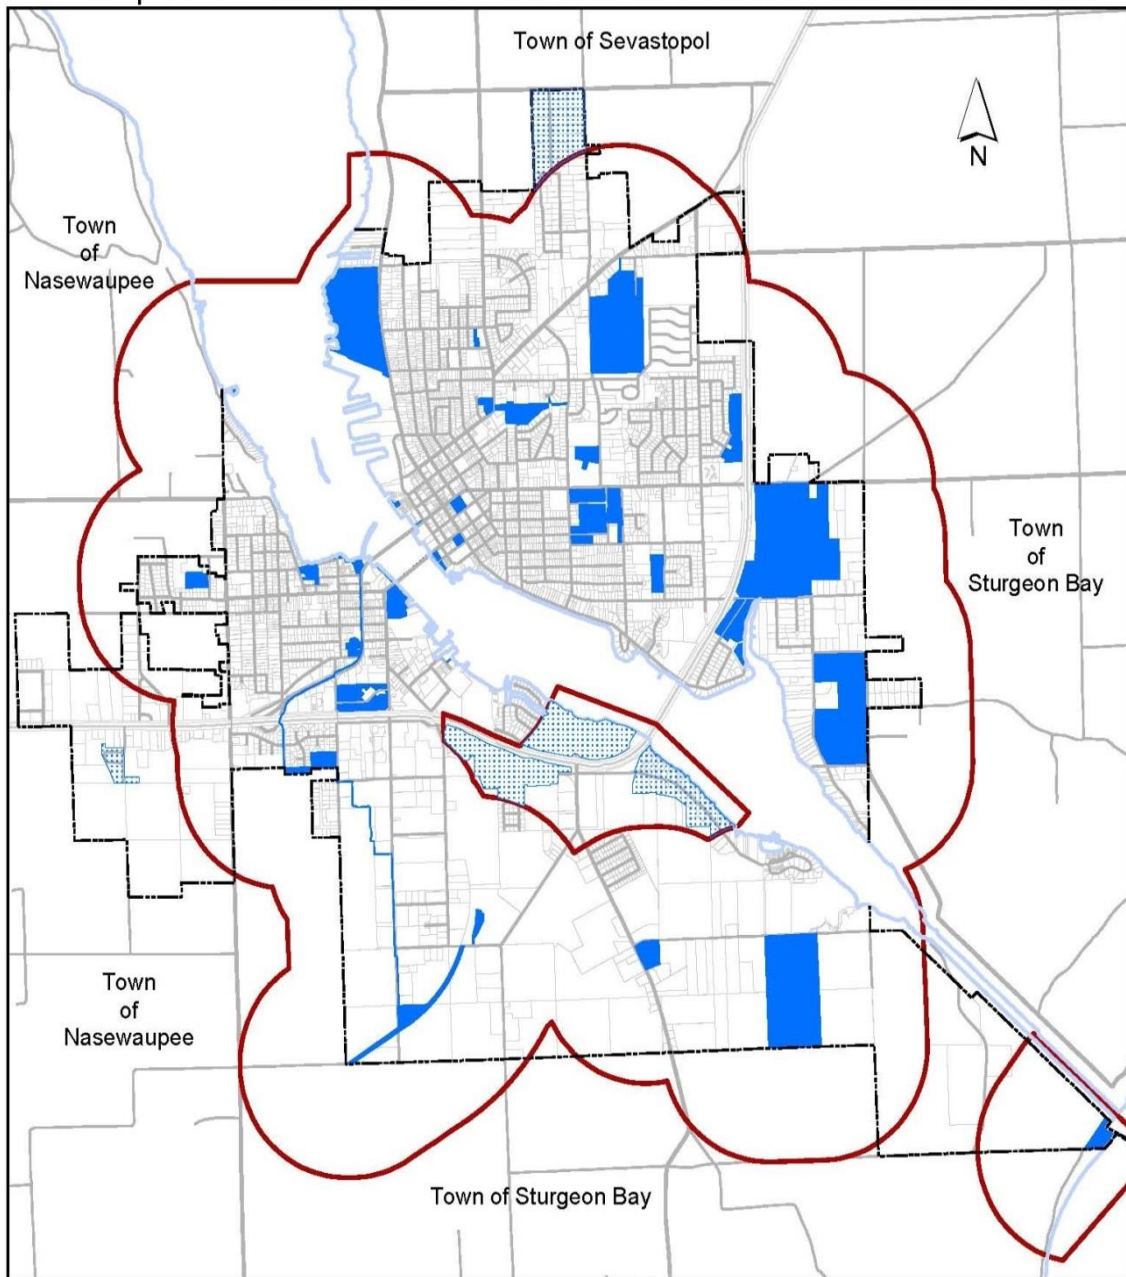 Town of Sevastopol
N
Town
of
Nasewaupee
Town
of
Sturgeon Bay
Town
of
Nasewaupee
Town of Sturgeon Bay